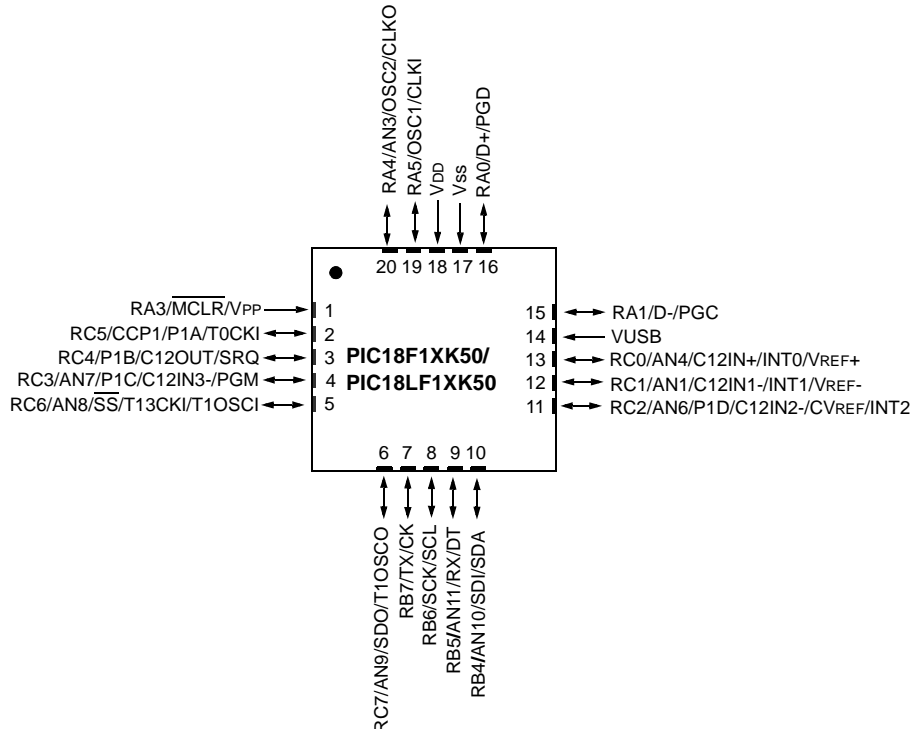 RA4/AN3/OSC2/CLKO
RA5/OSC1/CLKI
VDD
Vss
RA0/D+/PGD
20 19 18 17 16
RA3/MCLR/VPP 1
RC5/CCP1/P1A/T0CKI 2
RC4/P1B/C12OUT/SRQ 3
RC3/AN7/P1C/C12IN3-/PGM 4
RC6/AN8/SS/T13CKI/T1OSCI 5
PIC18F1XK50/
PIC18LF1XK50
15 RA1/D-/PGC
14 VUSB
13 RC0/AN4/C12IN+/INT0/VREF+
12 RC1/AN1/C12IN1-/INT1/VREF-
11 RC2/AN6/P1D/C12IN2-/CVREF/INT2
6 7 8 9 10
RC7/AN9/SDO/T1OSCO
RB7/TX/CK
RB6/SCK/SCL
RB5/AN11/RX/DT
RB4/AN10/SDI/SDA